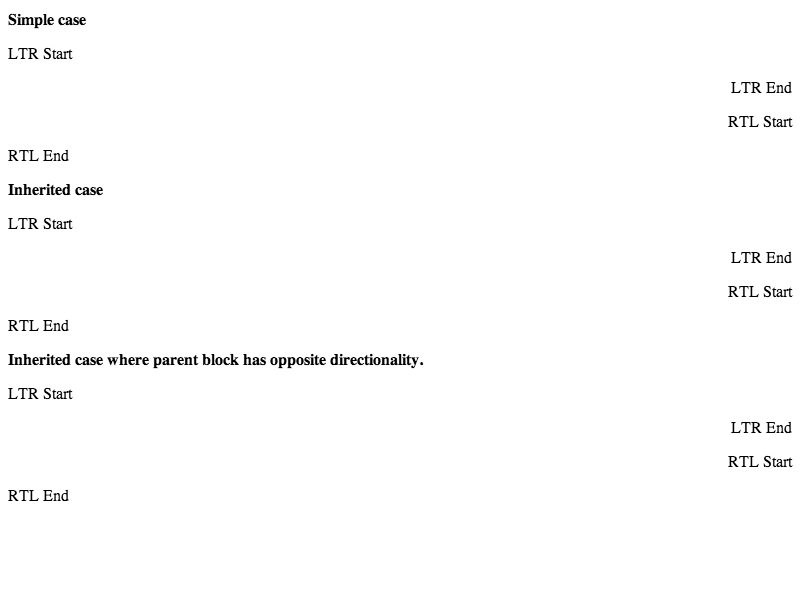 Simple case
LTR Start
LTR End
RTL Start
RTL End
Inherited case
LTR Start
LTR End
RTL Start
RTL End
Inherited case where parent block has opposite directionality.
LTR Start
LTR End
RTL Start
RTL End